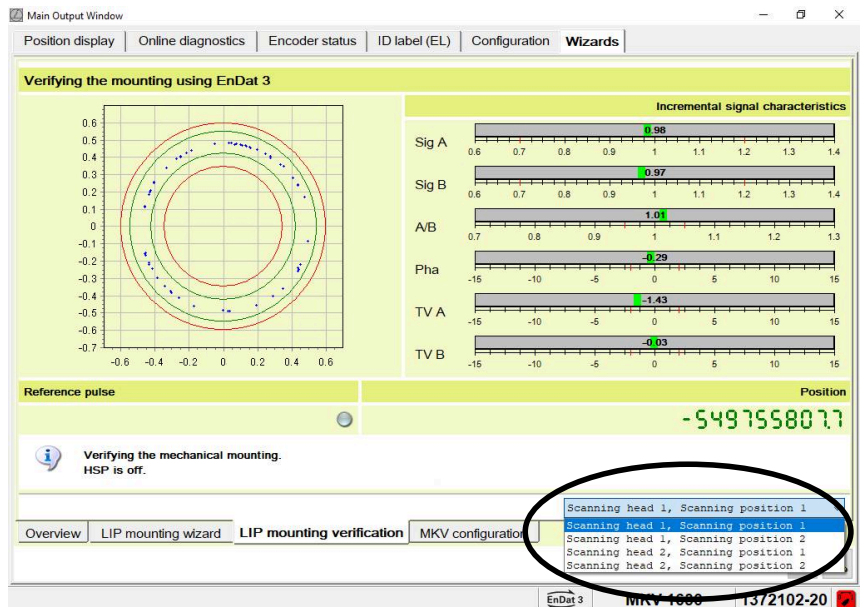 Main Output Window
Position display Online diagnostics Encoder status ID label (EL) Configuration Wizards
Verifying the mounting using EnDat 3
Incremental signal characteristics
0.6
0.5
0.4
0.3
0.2
0.1
0
-0.1
-0.2
-0.3
-0.4
-0.5
-0.6
-0.7
-0.6 -0.4 -0.2 0 0.2 0.4 0.6
Sig A 0.98
0.6 0.7 0.8 0.9 1 1.1 1.2 1.3 1.4
Sig B 0.97
0.6 0.7 0.8 0.9 1 1.1 1.2 1.3 1.4
A/B 1.01
0.7 0.8 0.9 1 1.1 1.2 1.3
Pha -0.29
-15 -10 -5 0 5 10 15
TV A -1.43
-15 -10 -5 0 5 10 15
TV B -0.03
-15 -10 -5 0 5 10 15
Reference pulse Position
-549755807.7
Verifying the mechanical mounting.
HSP is off.
Scanning head 1, Scanning position 1
Scanning head 1, Scanning position 1
Scanning head 1, Scanning position 2
Scanning head 2, Scanning position 1
Scanning head 2, Scanning position 2
Overview LIP mounting wizard LIP mounting verification MKV configuration
EnDat 3 1372102-20